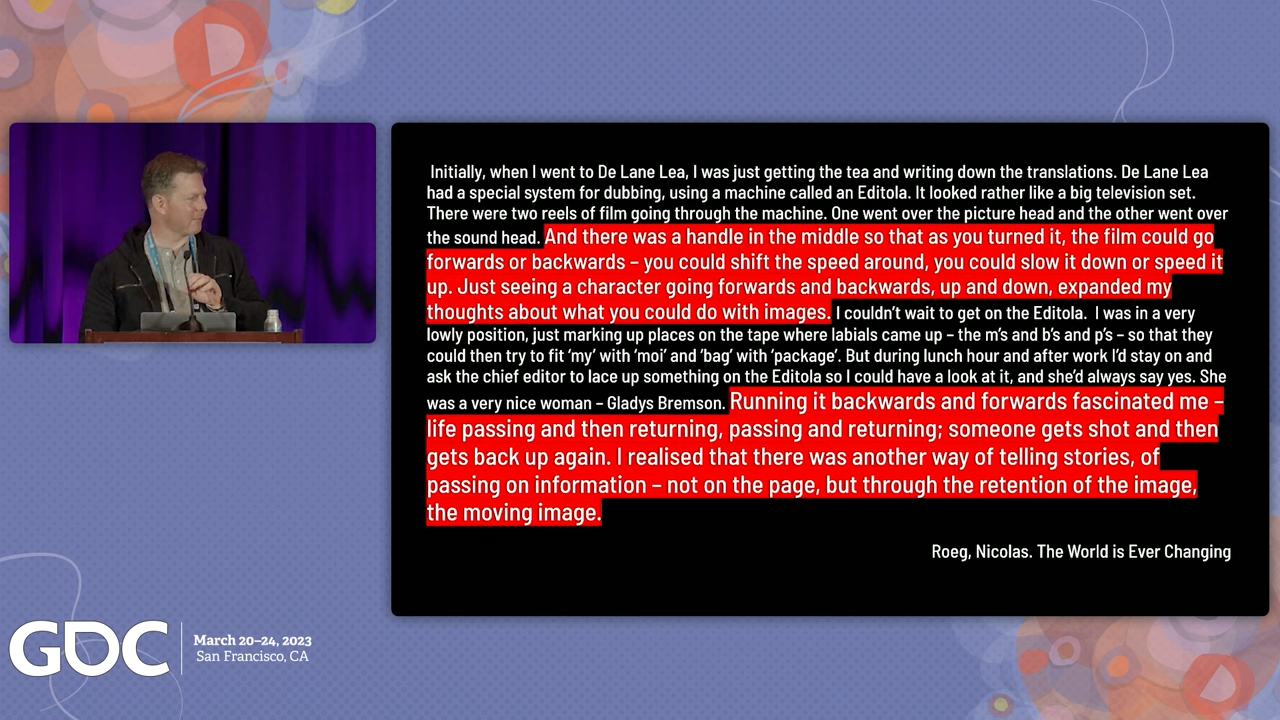 Initially, when I went to De Lane Lea, I was just getting the tea and writing down the translations. De Lane Lea
had a special system for dubbing, using a machine called an Editola. It looked rather like a big television set.
There were two reels of film going through the machine. One went over the picture head and the other went over
the sound head. And there was a handle in the middle so that as you turned it, the film could go
forwards or backwards – you could shift the speed around, you could slow it down or speed it
up. Just seeing a character going forwards and backwards, up and down, expanded my
thoughts about what you could do with images. I couldn't wait to get on the Editola. I was in a very
lowly position, just marking up places on the tape where labials came up – the m's and b's and p's – so that they
could then try to fit 'my' with 'moi' and 'bag' with 'package'. But during lunch hour and after work I'd stay on and
ask the chief editor to lace up something on the Editola so I could have a look at it, and she'd always say yes. She
was a very nice woman – Gladys Bremson. Running it backwards and forwards fascinated me –
life passing and then returning, passing and returning; someone gets shot and then
gets back up again. I realised that there was another way of telling stories, of
passing on information – not on the page, but through the retention of the image,
the moving image.
Roeg, Nicolas. The World is Ever Changing
GDC
March 20–24, 2023
San Francisco, CA